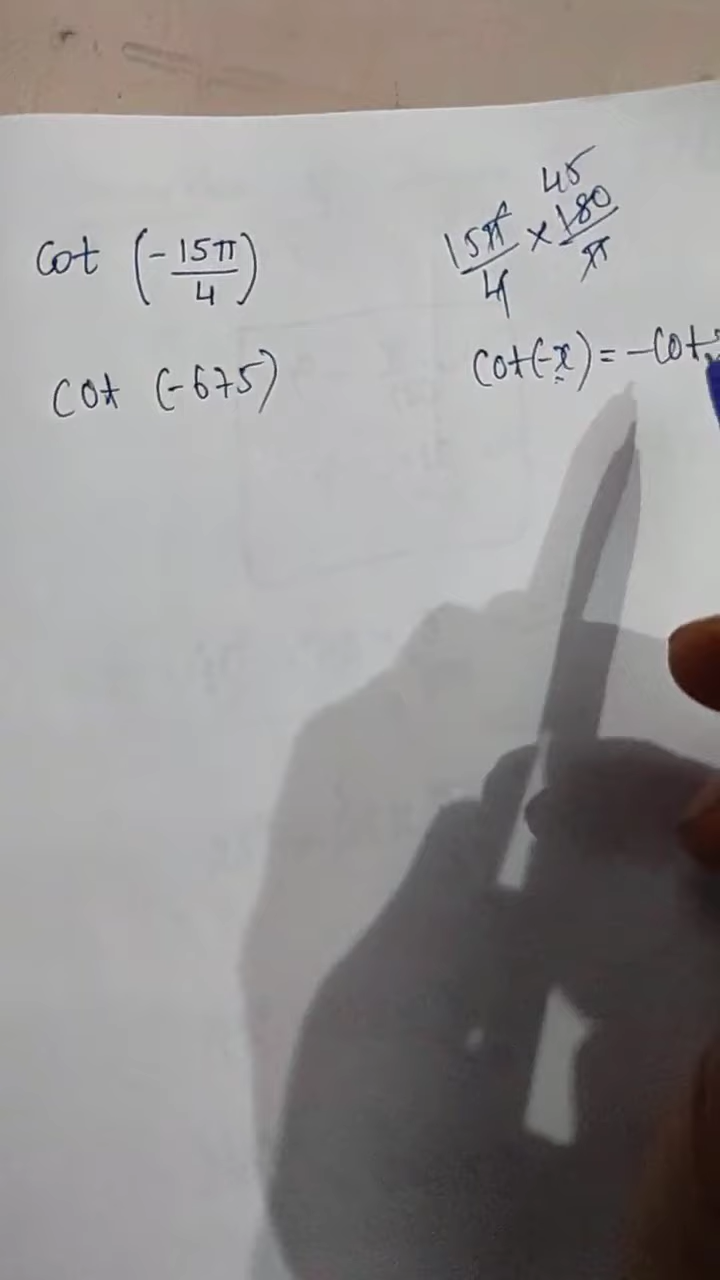 cot (-15π/4)
15π/4 × 180/π 45
cot (-675)
cot(-x) = -cot